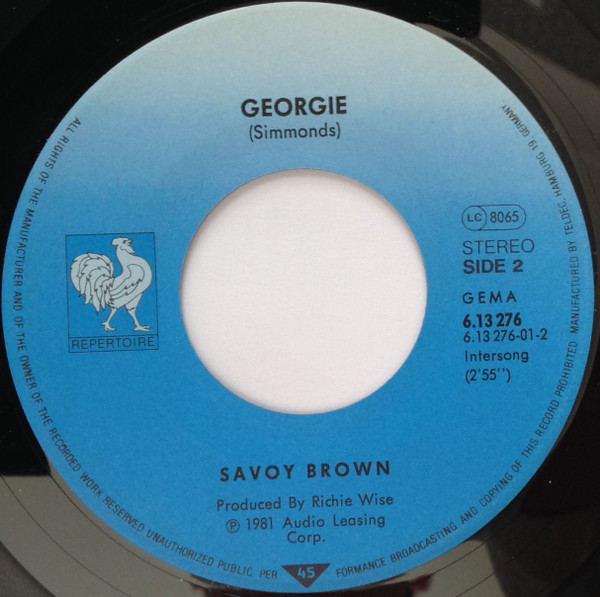 GEORGIE
(Simmonds)
LC 8065
STEREO
SIDE 2
GEMA
6.13 276
6.13 276-01-2
Intersong
(2'55'')
REPERTOIRE
SAVOY BROWN
Produced By Richie Wise
℗ 1981 Audio Leasing
Corp.
ALL RIGHTS OF THE MANUFACTURER AND OF THE OWNER OF THE RECORDED WORK RESERVED UNAUTHORIZED PUBLIC PERFORMANCE BROADCASTING AND COPYING OF THIS RECORD PROHIBITED MANUFACTURED BY TELDEC, HAMBURG 19 GERMANY
45